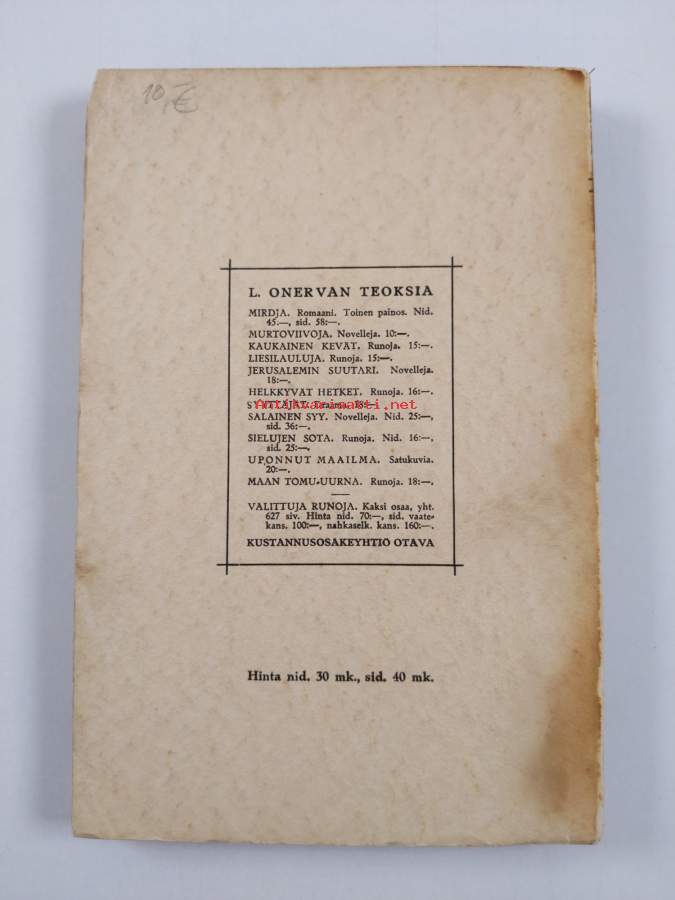 10,€
L. ONERVAN TEOKSIA
MIRDJA. Romaani. Toinen painos. Nid.
45:—, sid. 58:—.
MURTOVIIVOJA. Novelleja. 10:—.
KAUKAINEN KEVÄT. Runoja. 15:—.
LIESILAULUJA. Runoja. 15:—.
JERUSALEMIN SUUTARI. Novelleja.
18:—.
HELKKYVÄT HETKET. Runoja. 16:—.
Antikvariaatti.net
SALAINEN SYY. Novelleja. Nid. 25:—,
sid. 36:—.
SIELUJEN SOTA. Runoja. Nid. 16:—,
sid. 25:—.
UPONNUT MAAILMA. Satukuvia.
20:—.
MAAN TOMU-UURNA. Runoja. 18:—.
VALITTUJA RUNOJA. Kaksi osaa, yht.
627 siv. Hinta nid. 70:—, sid. vaate-
kans. 100:—, nahkaselk. kans. 160:—.
KUSTANNUSOSAKEYHTIÖ OTAVA
Hinta nid. 30 mk., sid. 40 mk.